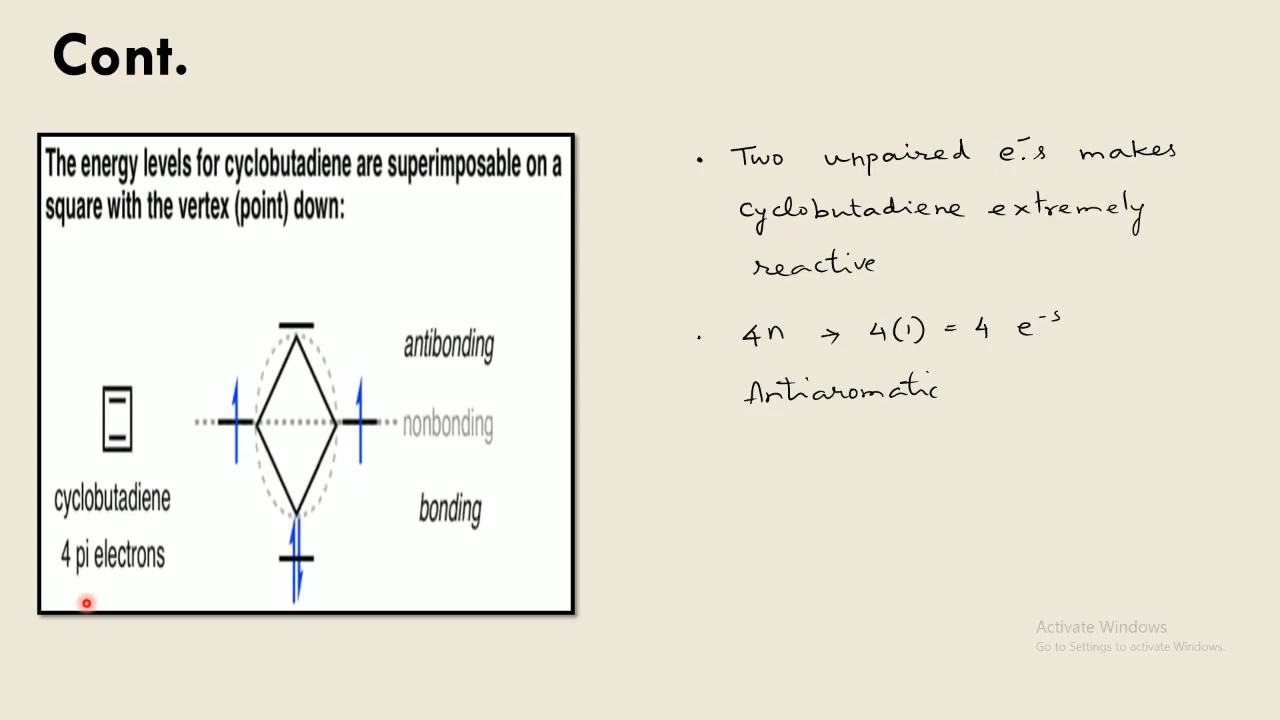 Cont.
The energy levels for cyclobutadiene are superimposable on a
square with the vertex (point) down:
antibonding
nonbonding
bonding
cyclobutadiene
4 pi electrons
• Two unpaired e⁻s makes
cyclobutadiene extremely
reactive
• 4n → 4(1) = 4 e⁻s
Antiaromatic
Activate Windows
Go to Settings to activate Windows.